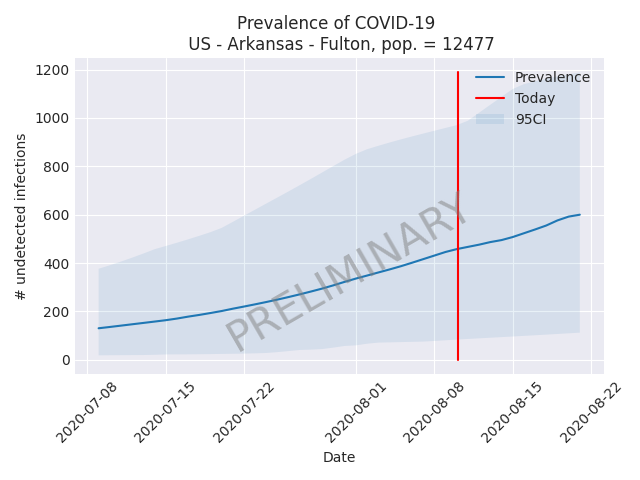 Prevalence of COVID-19
US - Arkansas - Fulton, pop. = 12477
1200
1000
800
600
400
200
0
# undetected infections
Prevalence
Today
95CI
PRELIMINARY
2020-07-08
2020-07-15
2020-07-22
2020-08-01
2020-08-08
2020-08-15
2020-08-22
Date